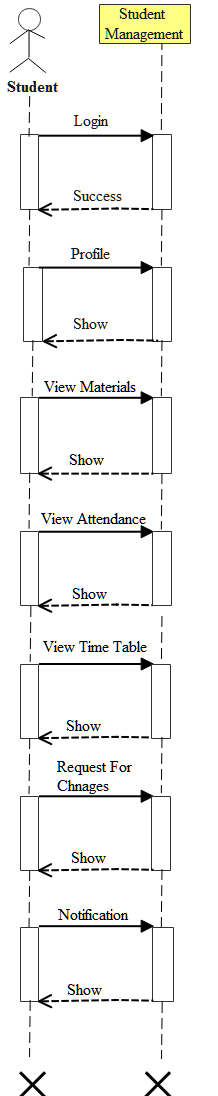 Student
Management
Student
Login
Success
Profile
Show
View Materials
Show
View Attendance
Show
View Time Table
Show
Request For
Chnages
Show
Notification
Show